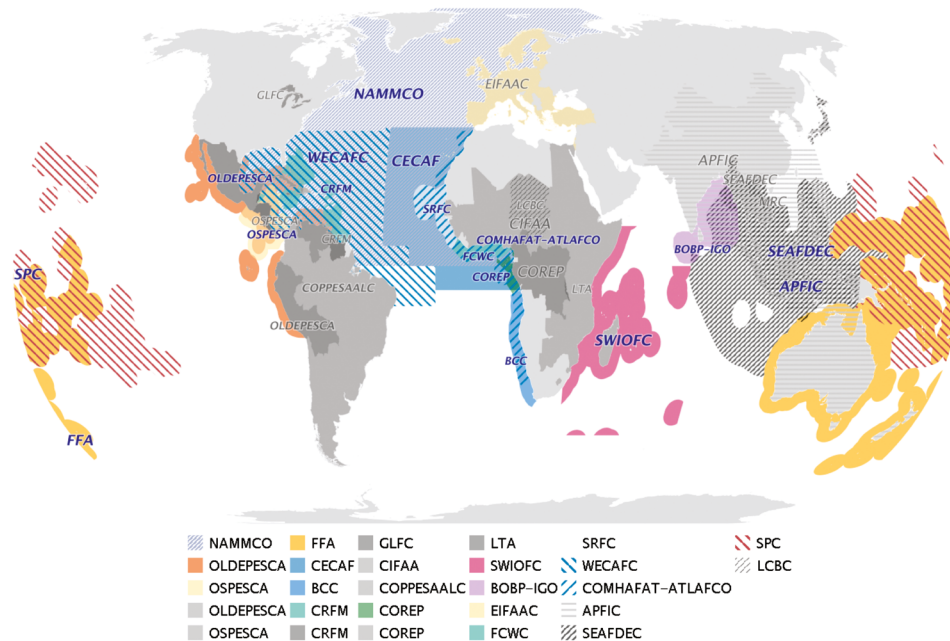 GLFC
NAMMCO
EIFAAC
WECAFC
CECAF
OLDEPESCA
CRFM
SRFC
LCBC
CIFAA
APFIC
SEAFDEC
MRC
OSPESCA
OSPESCA
CRFM
COMHAFAT-ATLAFCO
FCWC
COREP
COREP
BOBP-IGO
SEAFDEC
SPC
COPPESAALC
LTA
APFIC
OLDEPESCA
SWIOFC
BCC
FFA
NAMMCO FFA GLFC LTA SRFC SPC
OLDEPESCA CECAF CIFAA SWIOFC WECAFC LCBC
OSPESCA BCC COPPESAALC BOBP-IGO COMHAFAT-ATLAFCO
OLDEPESCA CRFM COREP EIFAAC APFIC
OSPESCA CRFM COREP FCWC SEAFDEC